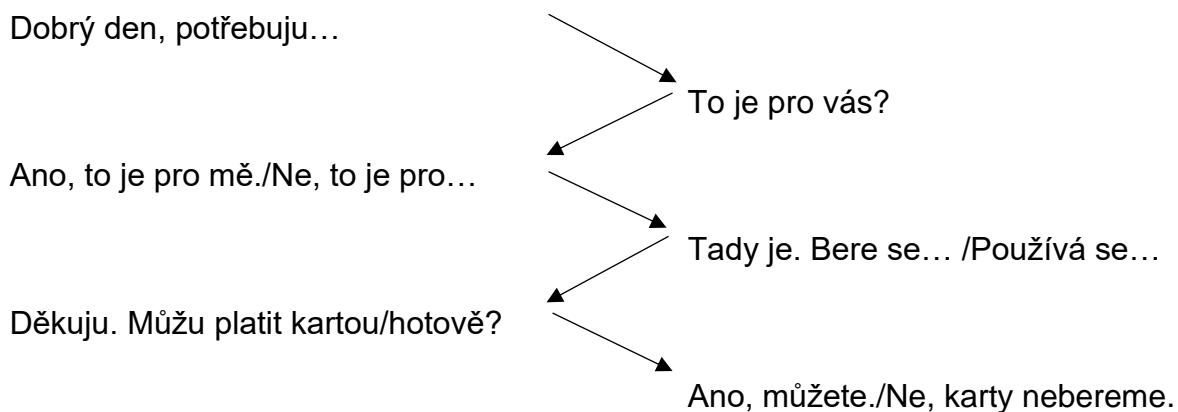 Dobrý den, potřebuju…
To je pro vás?
Ano, to je pro mě./Ne, to je pro…
Tady je. Bere se… /Používá se…
Děkuju. Můžu platit kartou/hotově?
Ano, můžete./Ne, karty nebereme.